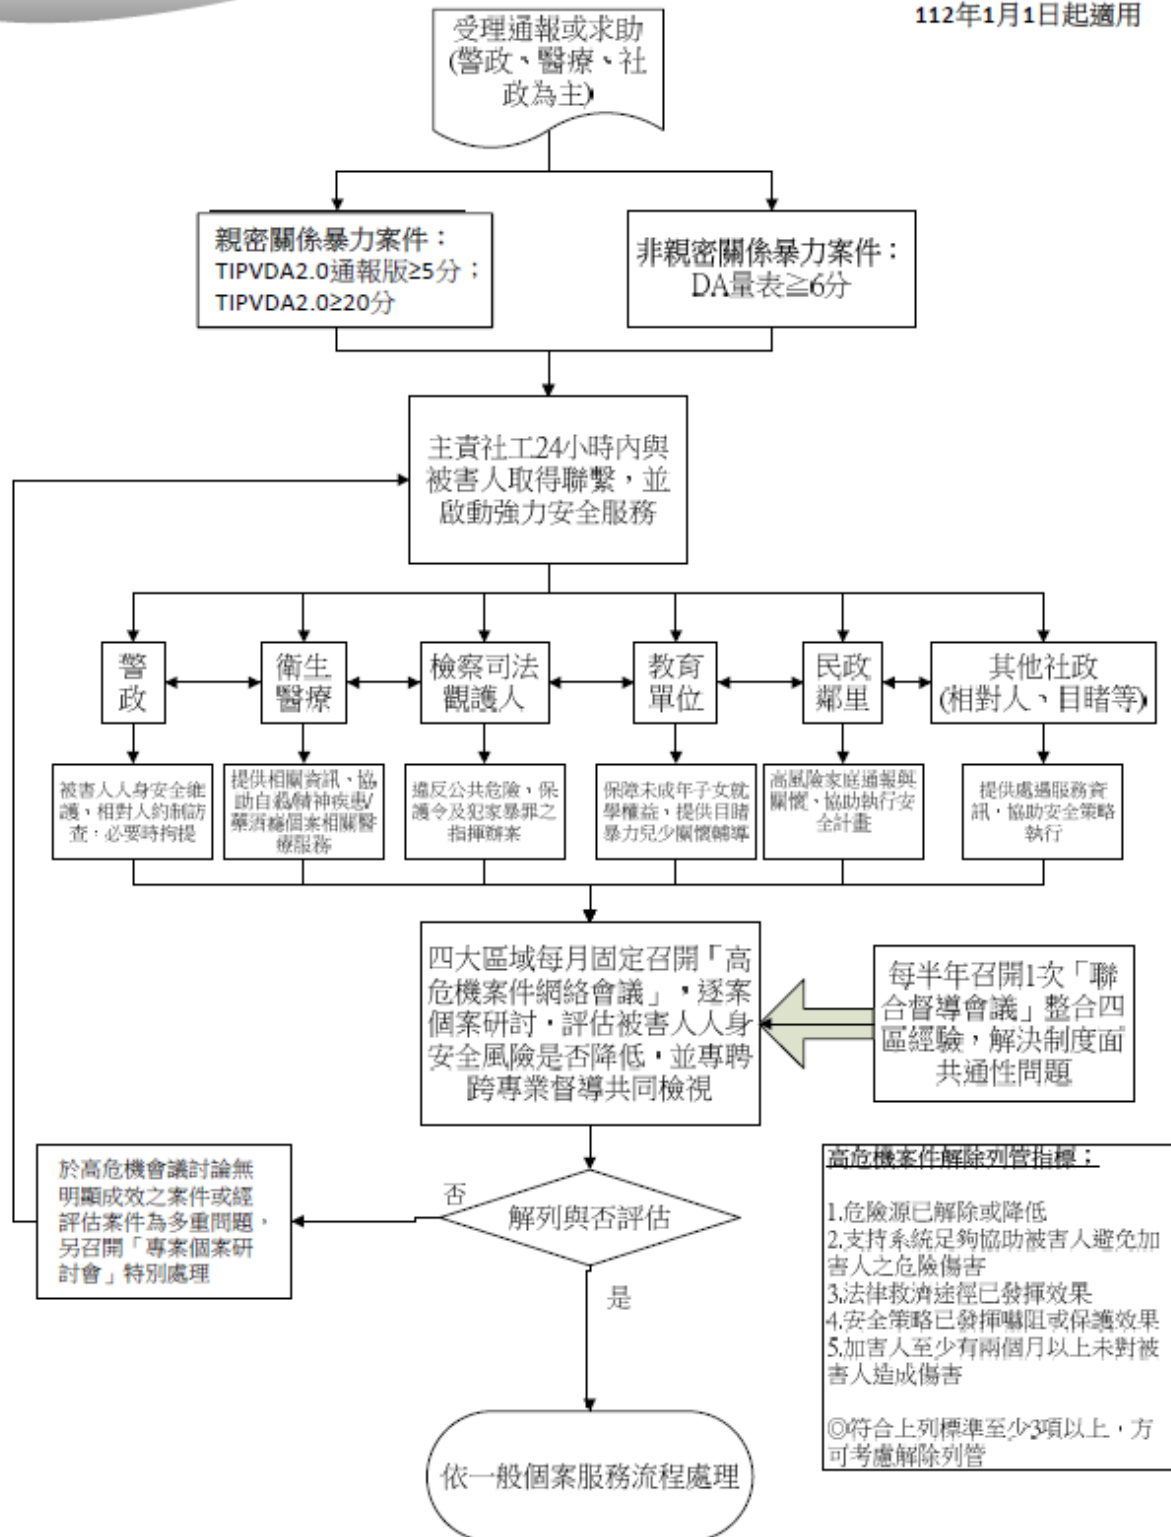 112年1月1日起適用
受理通報或求助
(警政、醫療、社
政為主)
親密關係暴力案件：
TIPVDA2.0通報版≥5分；
TIPVDA2.0≥20分
非親密關係暴力案件：
DA量表≧6分
主責社工24小時內與
被害人取得聯繫，並
啟動強力安全服務
警
政
衛生
醫療
檢察司法
觀護人
教育
單位
民政
鄰里
其他社政
(相對人、目睹等)
被害人人身安全維
護，相對人約制訪
查，必要時拘提
提供相關資訊、協
助自殺/精神疾患/
藥酒癮個案相關醫
療服務
違反公共危險、保
護令及犯家暴罪之
指揮辦案
保障未成年子女就
學權益，提供目睹
暴力兒少關懷輔導
高風險家庭通報與
關懷、協助執行安
全計畫
提供處遇服務資
訊，協助安全策略
執行
四大區域每月固定召開「高
危機案件網絡會議」，逐案
個案研討，評估被害人人身
安全風險是否降低，並專聘
跨專業督導共同檢視
每半年召開1次「聯
合督導會議」整合四
區經驗，解決制度面
共通性問題
於高危機會議討論無
明顯成效之案件或經
評估案件為多重問題，
另召開「專案個案研
討會」特別處理
否
解列與否評估
是
高危機案件解除列管指標：
1.危險源已解除或降低
2.支持系統足夠協助被害人避免加
害人之危險傷害
3.法律救濟途徑已發揮效果
4.安全策略已發揮嚇阻或保護效果
5.加害人至少有兩個月以上未對被
害人造成傷害
◎符合上列標準至少3項以上，方
可考慮解除列管
依一般個案服務流程處理